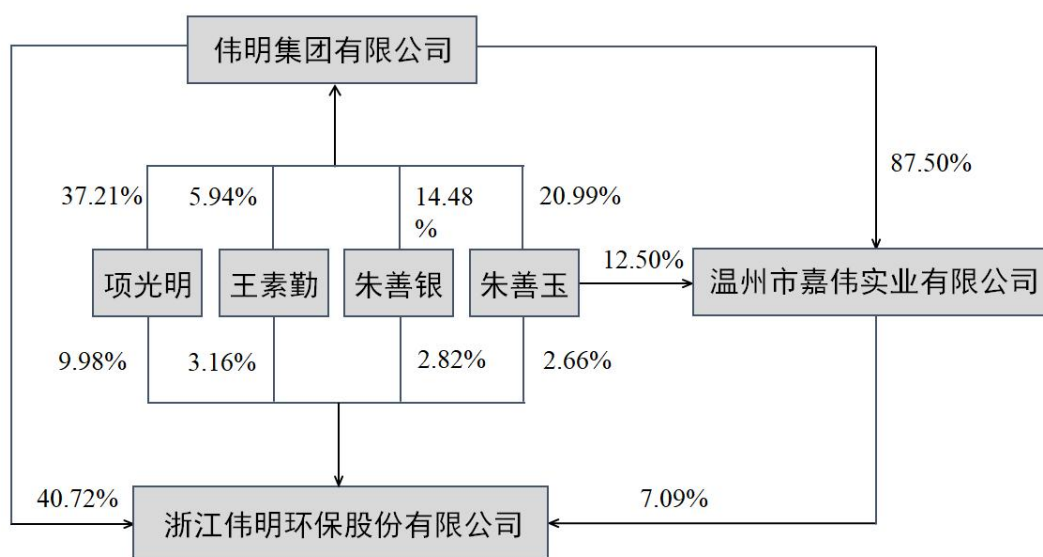 伟明集团有限公司
87.50%
37.21%
5.94%
14.48
%
20.99%
项光明
王素勤
朱善银
朱善玉
12.50%
温州市嘉伟实业有限公司
9.98%
3.16%
2.82%
2.66%
40.72%
浙江伟明环保股份有限公司
7.09%